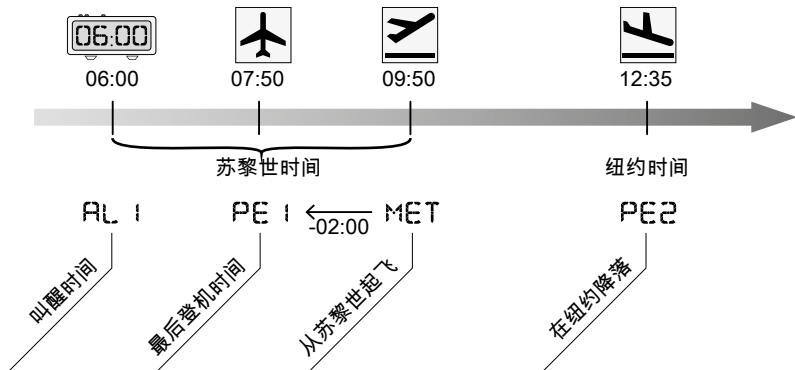 06:00
06:00 07:50 09:50 12:35
苏黎世时间 纽约时间
AL 1 PE 1 MET PE2
-02:00
叫醒时间
最后登机时间
从苏黎世起飞
在纽约降落